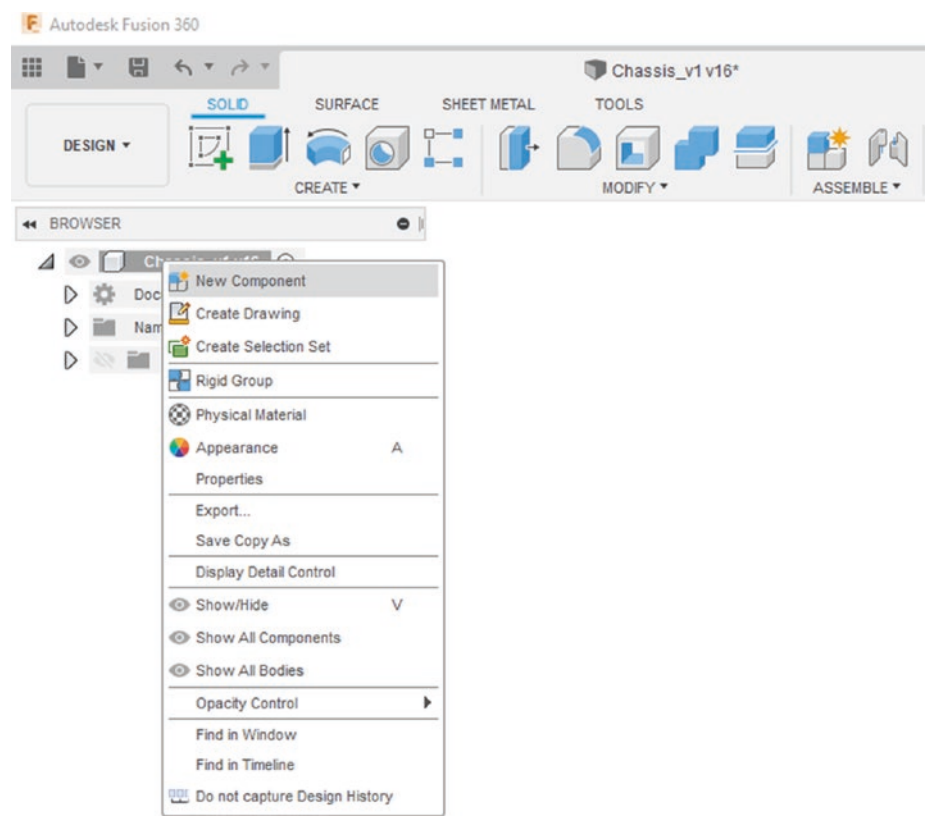 Autodesk Fusion 360
Chassis_v1 v16*
SOLID SURFACE SHEET METAL TOOLS
DESIGN
CREATE MODIFY ASSEMBLE
BROWSER
New Component
Create Drawing
Create Selection Set
Rigid Group
Physical Material
Appearance A
Properties
Export...
Save Copy As
Display Detail Control
Show/Hide V
Show All Components
Show All Bodies
Opacity Control
Find in Window
Find in Timeline
Do not capture Design History